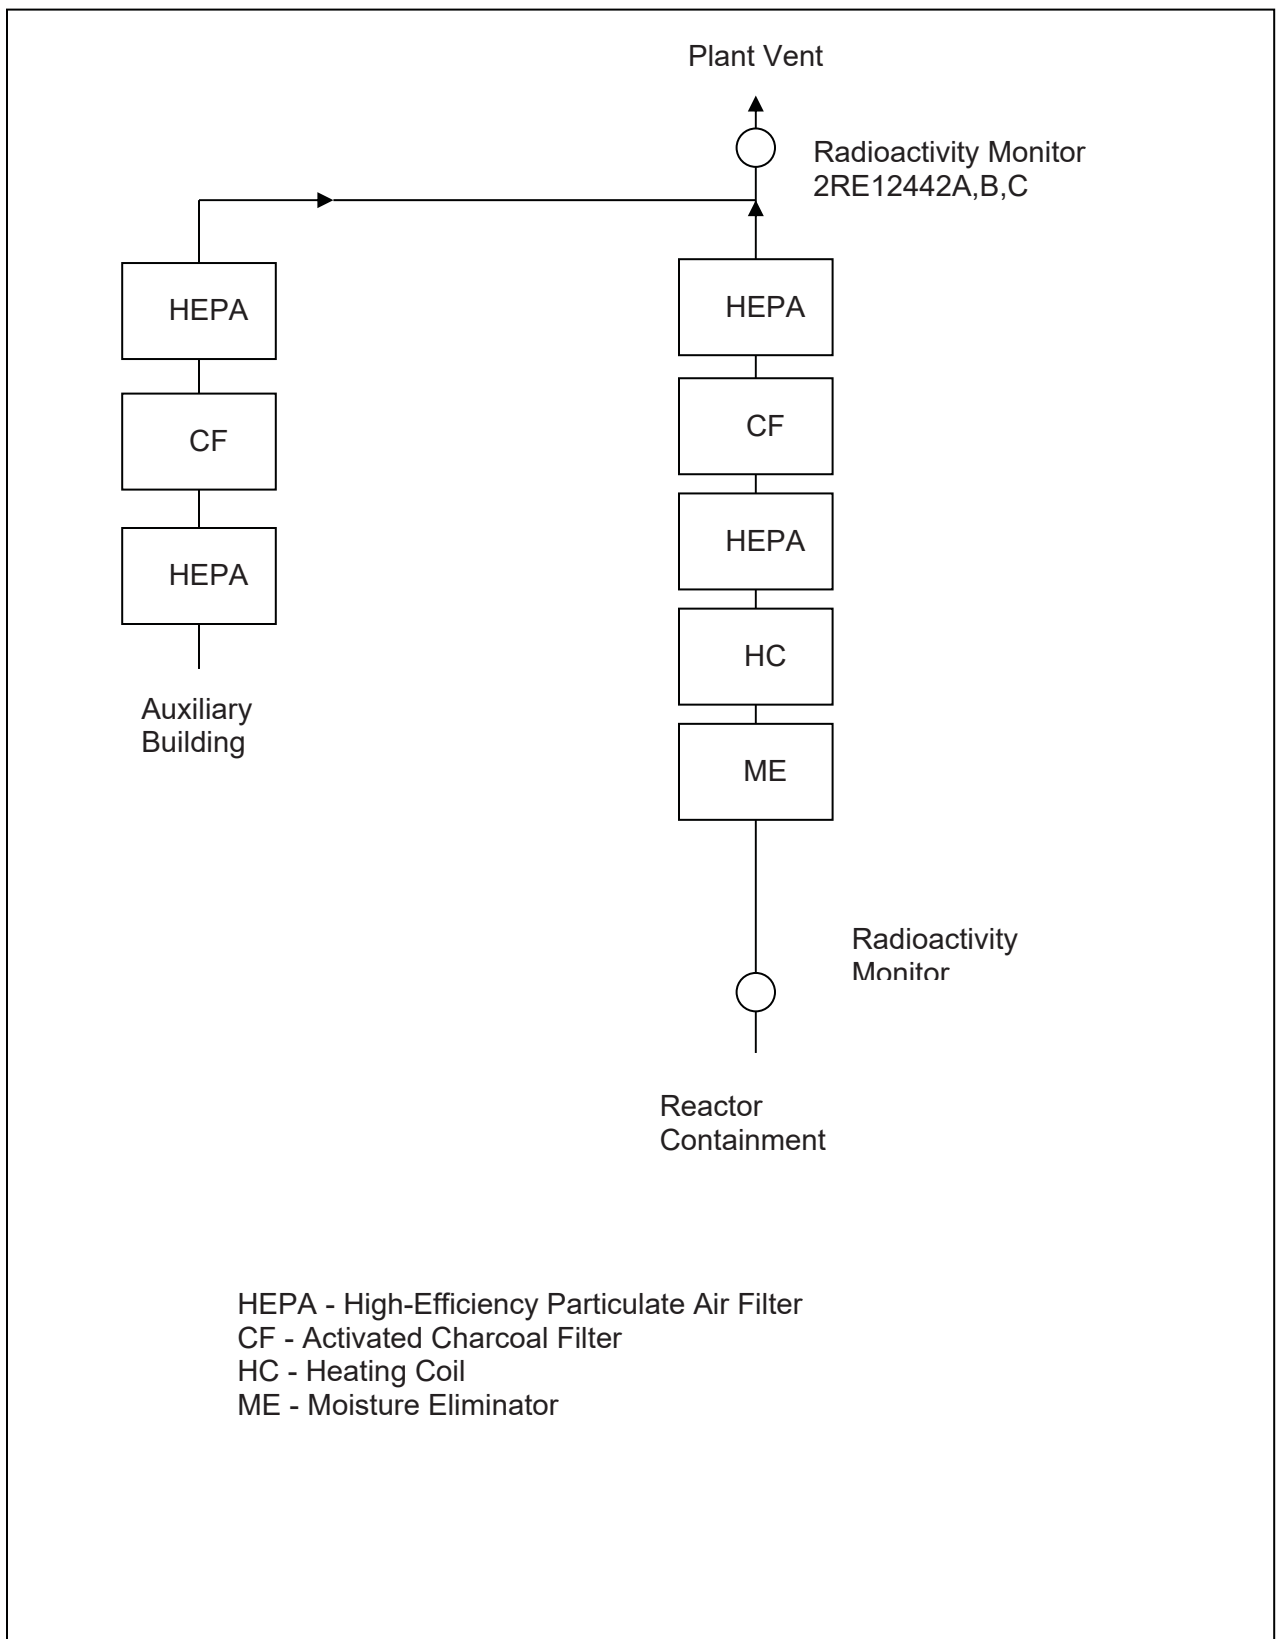 Plant Vent
Radioactivity Monitor
2RE12442A,B,C
HEPA
HEPA
CF
CF
HEPA
HEPA
HC
Auxiliary
Building
ME
Radioactivity
Monitor
Reactor
Containment
HEPA - High-Efficiency Particulate Air Filter
CF - Activated Charcoal Filter
HC - Heating Coil
ME - Moisture Eliminator